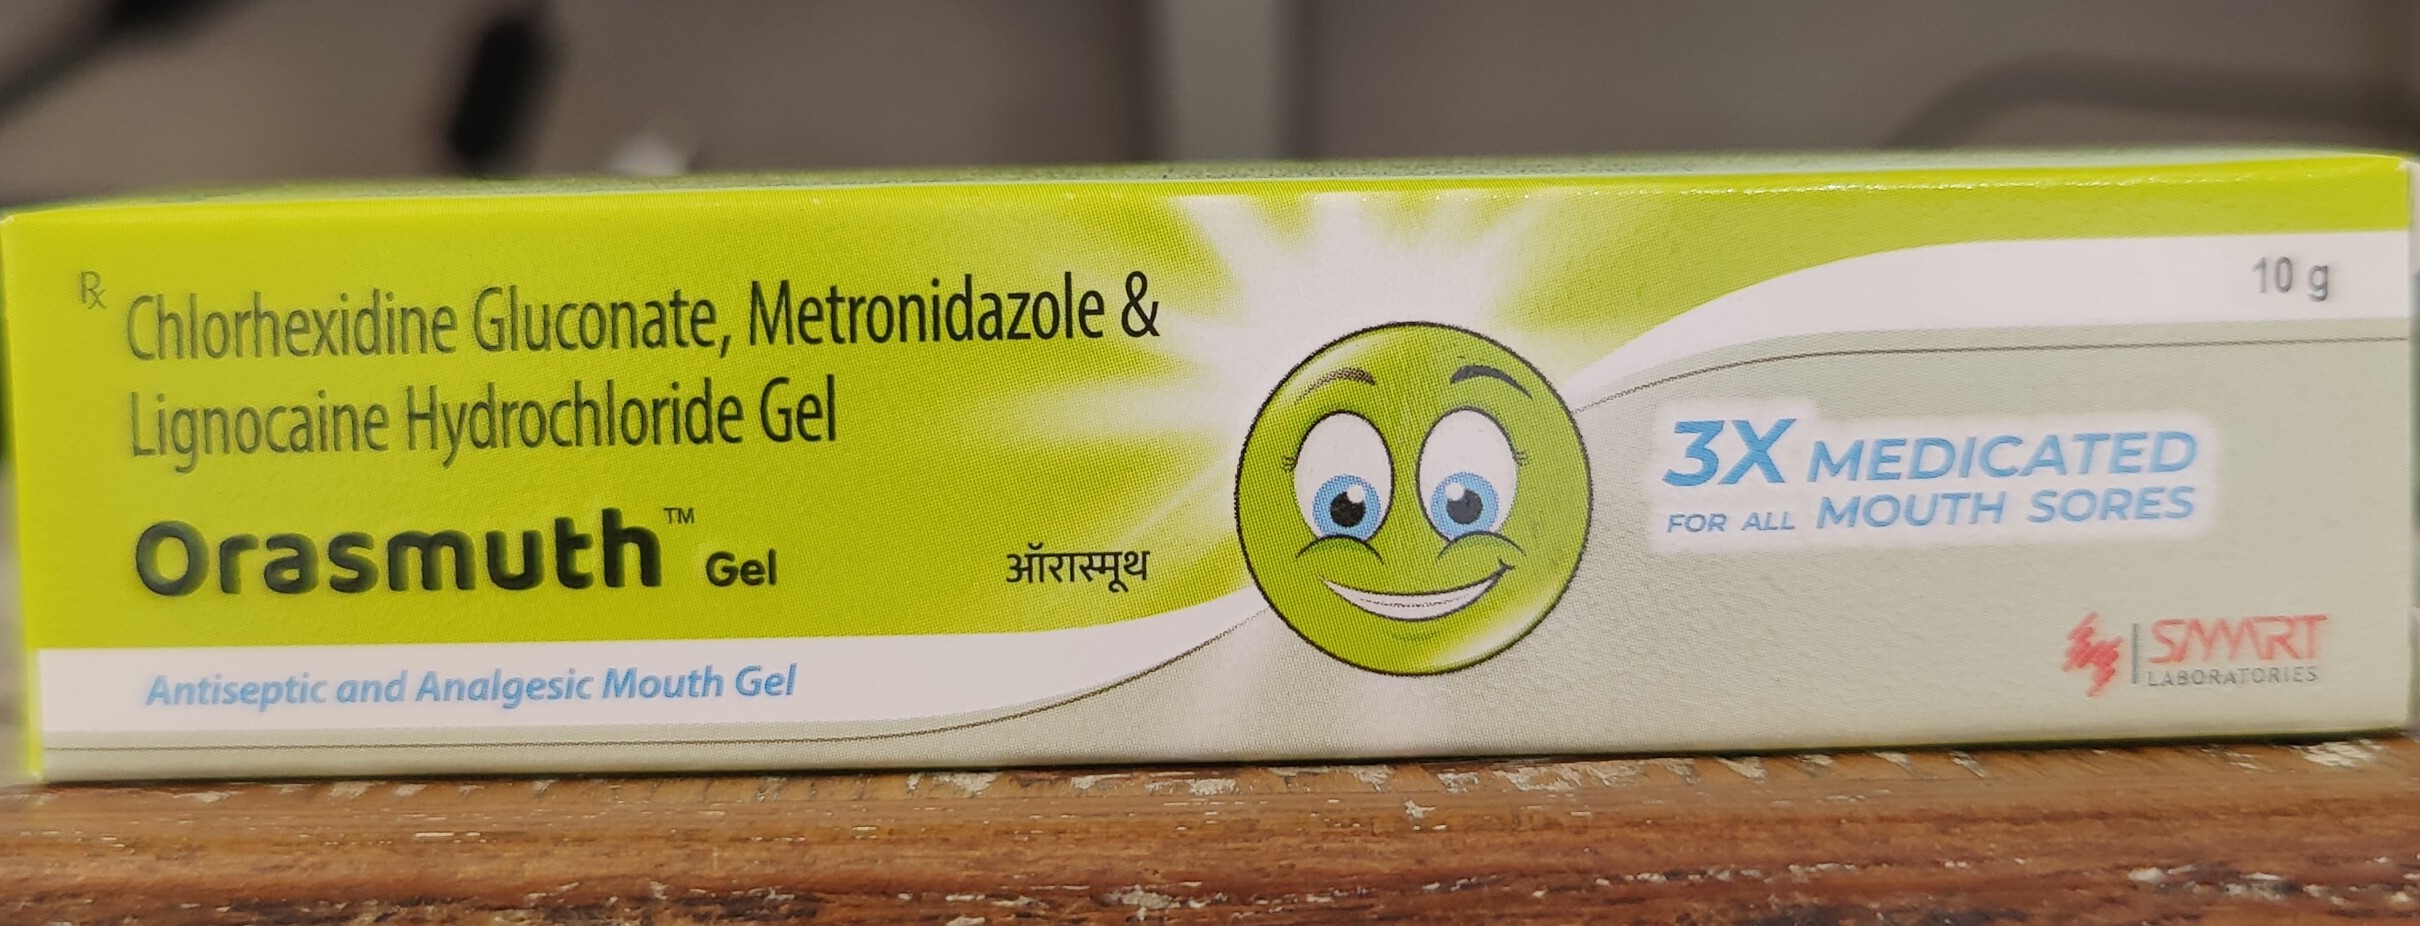 Rx Chlorhexidine Gluconate, Metronidazole &
Lignocaine Hydrochloride Gel
Orasmuth™ Gel
ऑरास्मूथ
Antiseptic and Analgesic Mouth Gel
10 g
3X MEDICATED
FOR ALL MOUTH SORES
SMART
LABORATORIES